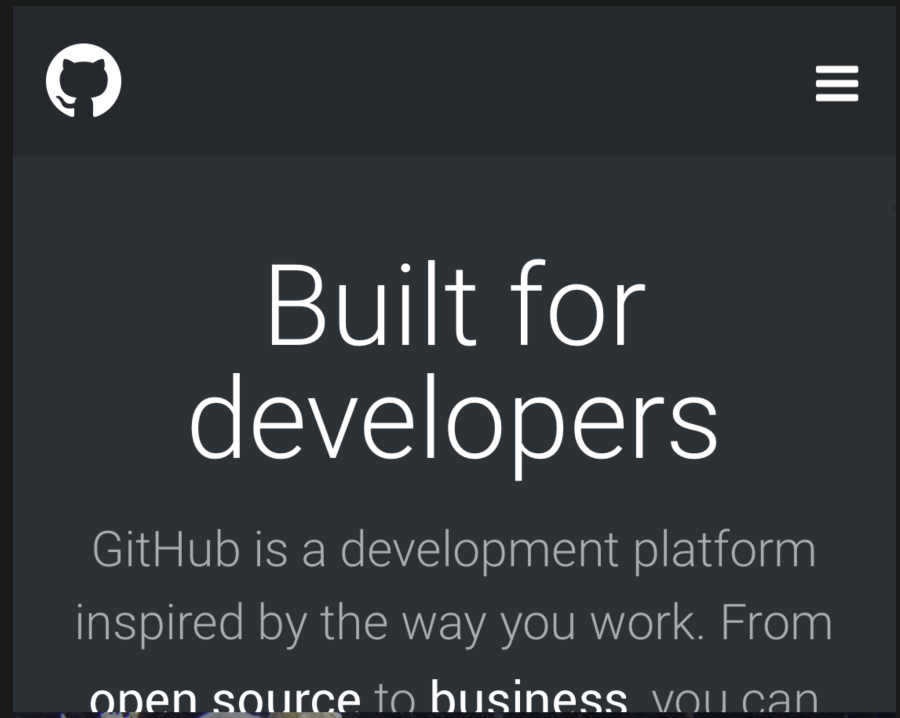 Built for
developers
GitHub is a development platform
inspired by the way you work. From
open source to business, you can